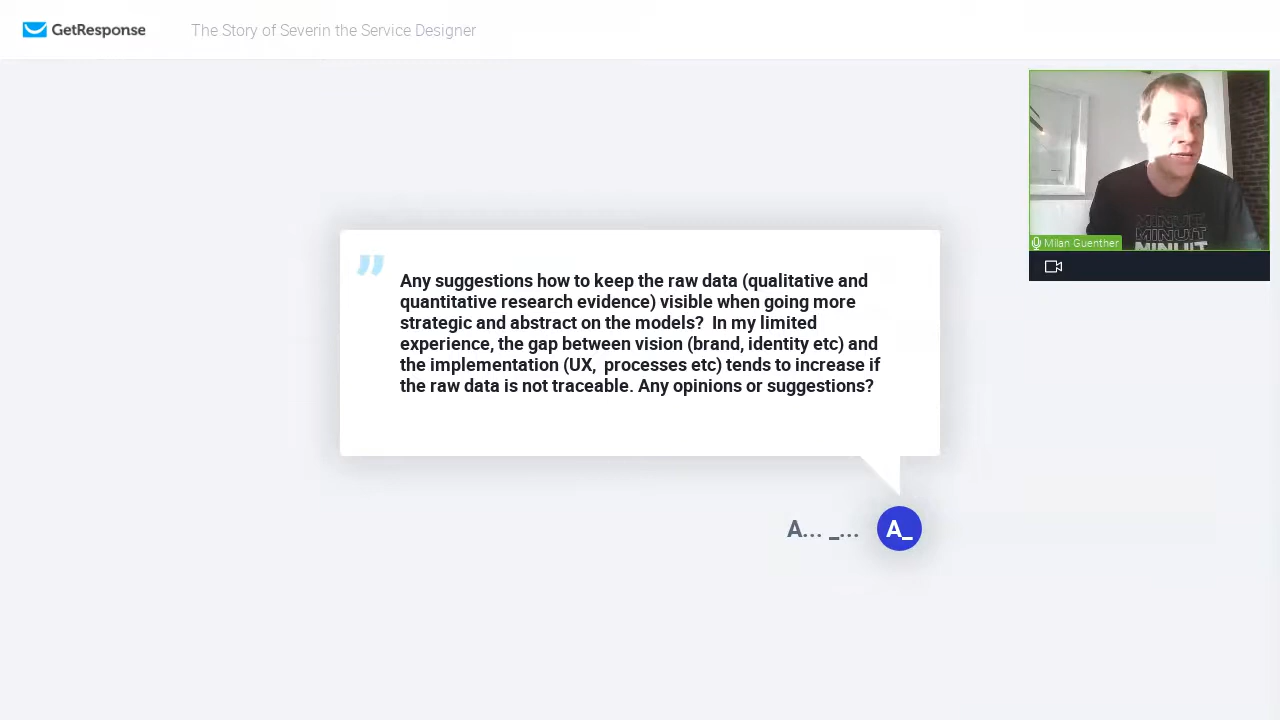 GetResponse
The Story of Severin the Service Designer
Any suggestions how to keep the raw data (qualitative and
quantitative research evidence) visible when going more
strategic and abstract on the models?  In my limited
experience, the gap between vision (brand, identity etc) and
the implementation (UX,  processes etc) tends to increase if
the raw data is not traceable. Any opinions or suggestions?
A... _...
A_
MINUIT
MINUIT
MINUIT
Milan Guenther